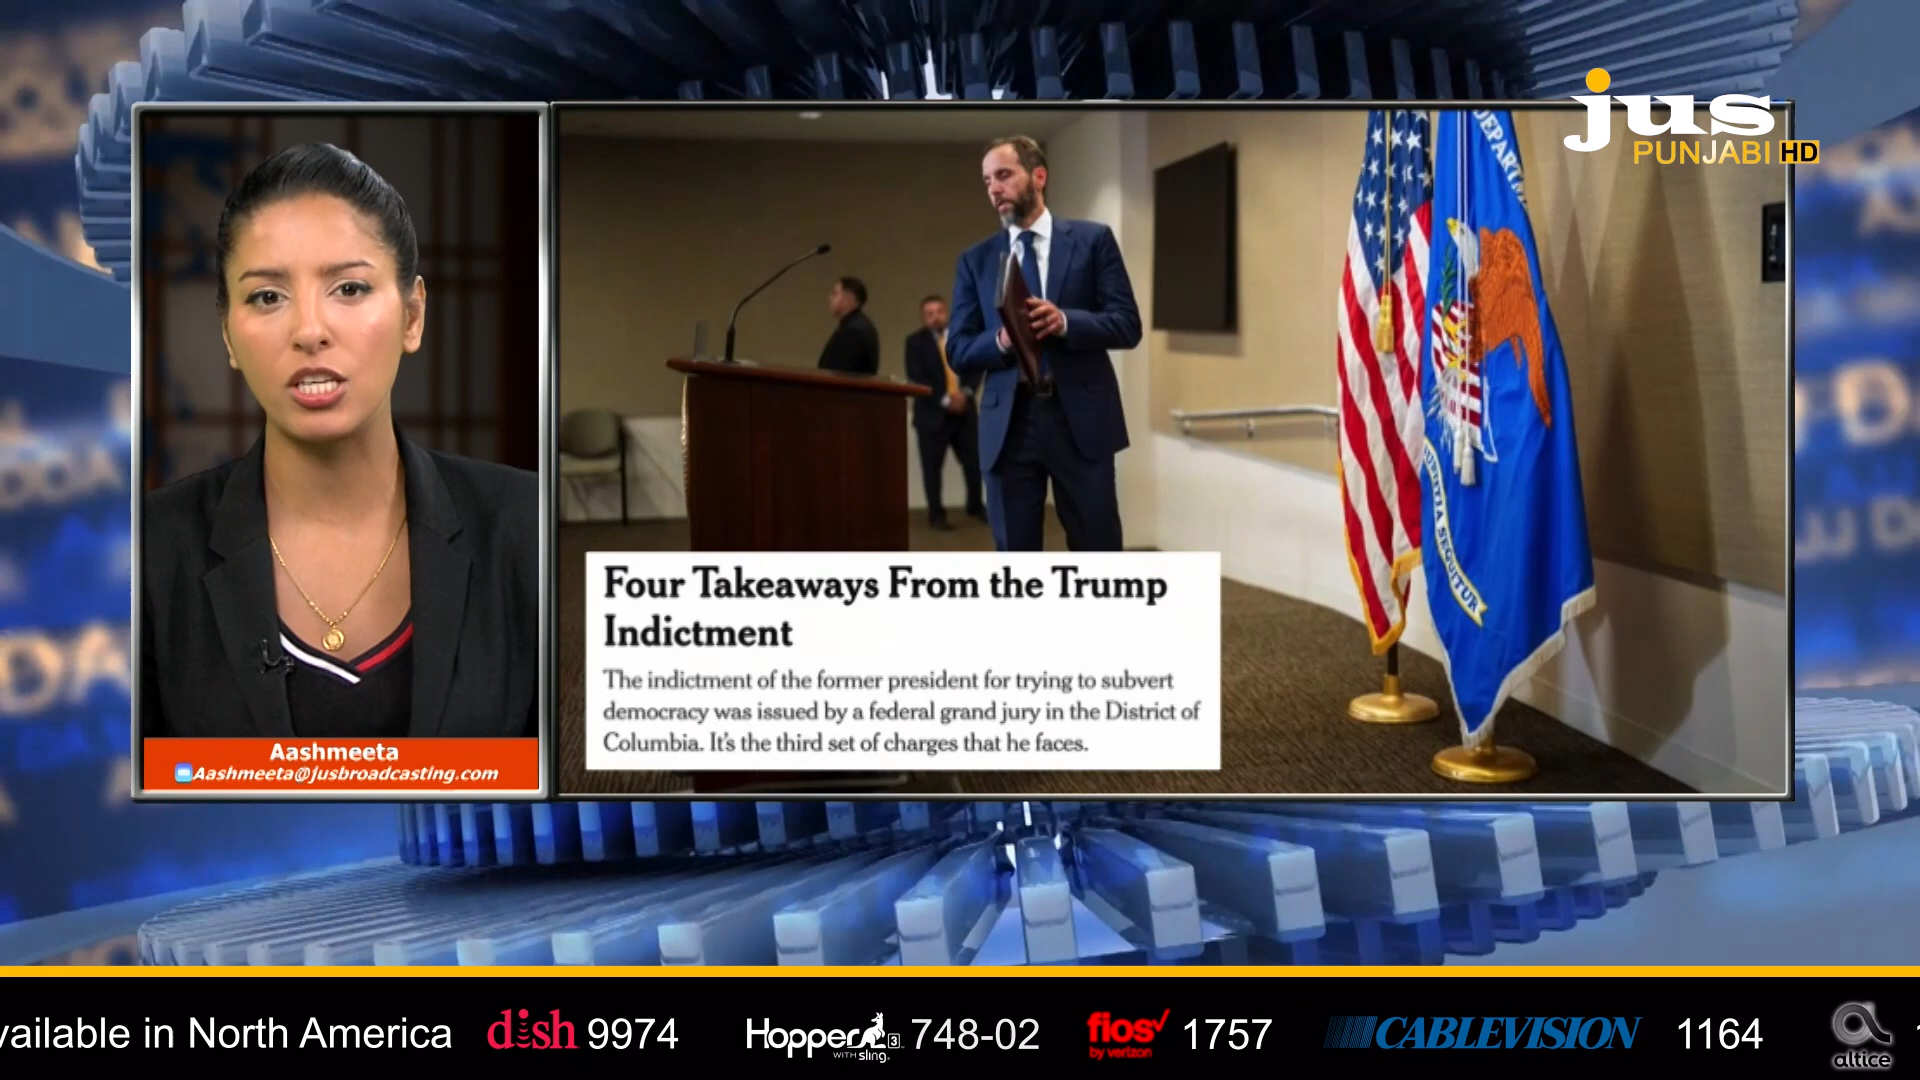 jus
PUNJABI HD
DEPARTM
Four Takeaways From the Trump
Indictment
The indictment of the former president for trying to subvert
democracy was issued by a federal grand jury in the District of
Columbia. It's the third set of charges that he faces.
Aashmeeta
Aashmeeta@jusbroadcasting.com
vailable in North America dish 9974 Hopper 3 WITH sling 748-02 fios by verizon 1757 CABLEVISION 1164 altice